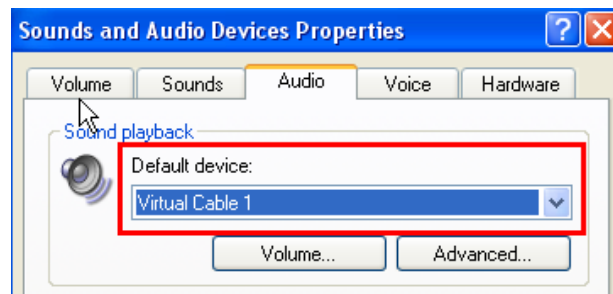 Sounds and Audio Devices Properties
Volume Sounds Audio Voice Hardware
Sound playback
Default device:
Virtual Cable 1
Volume... Advanced...